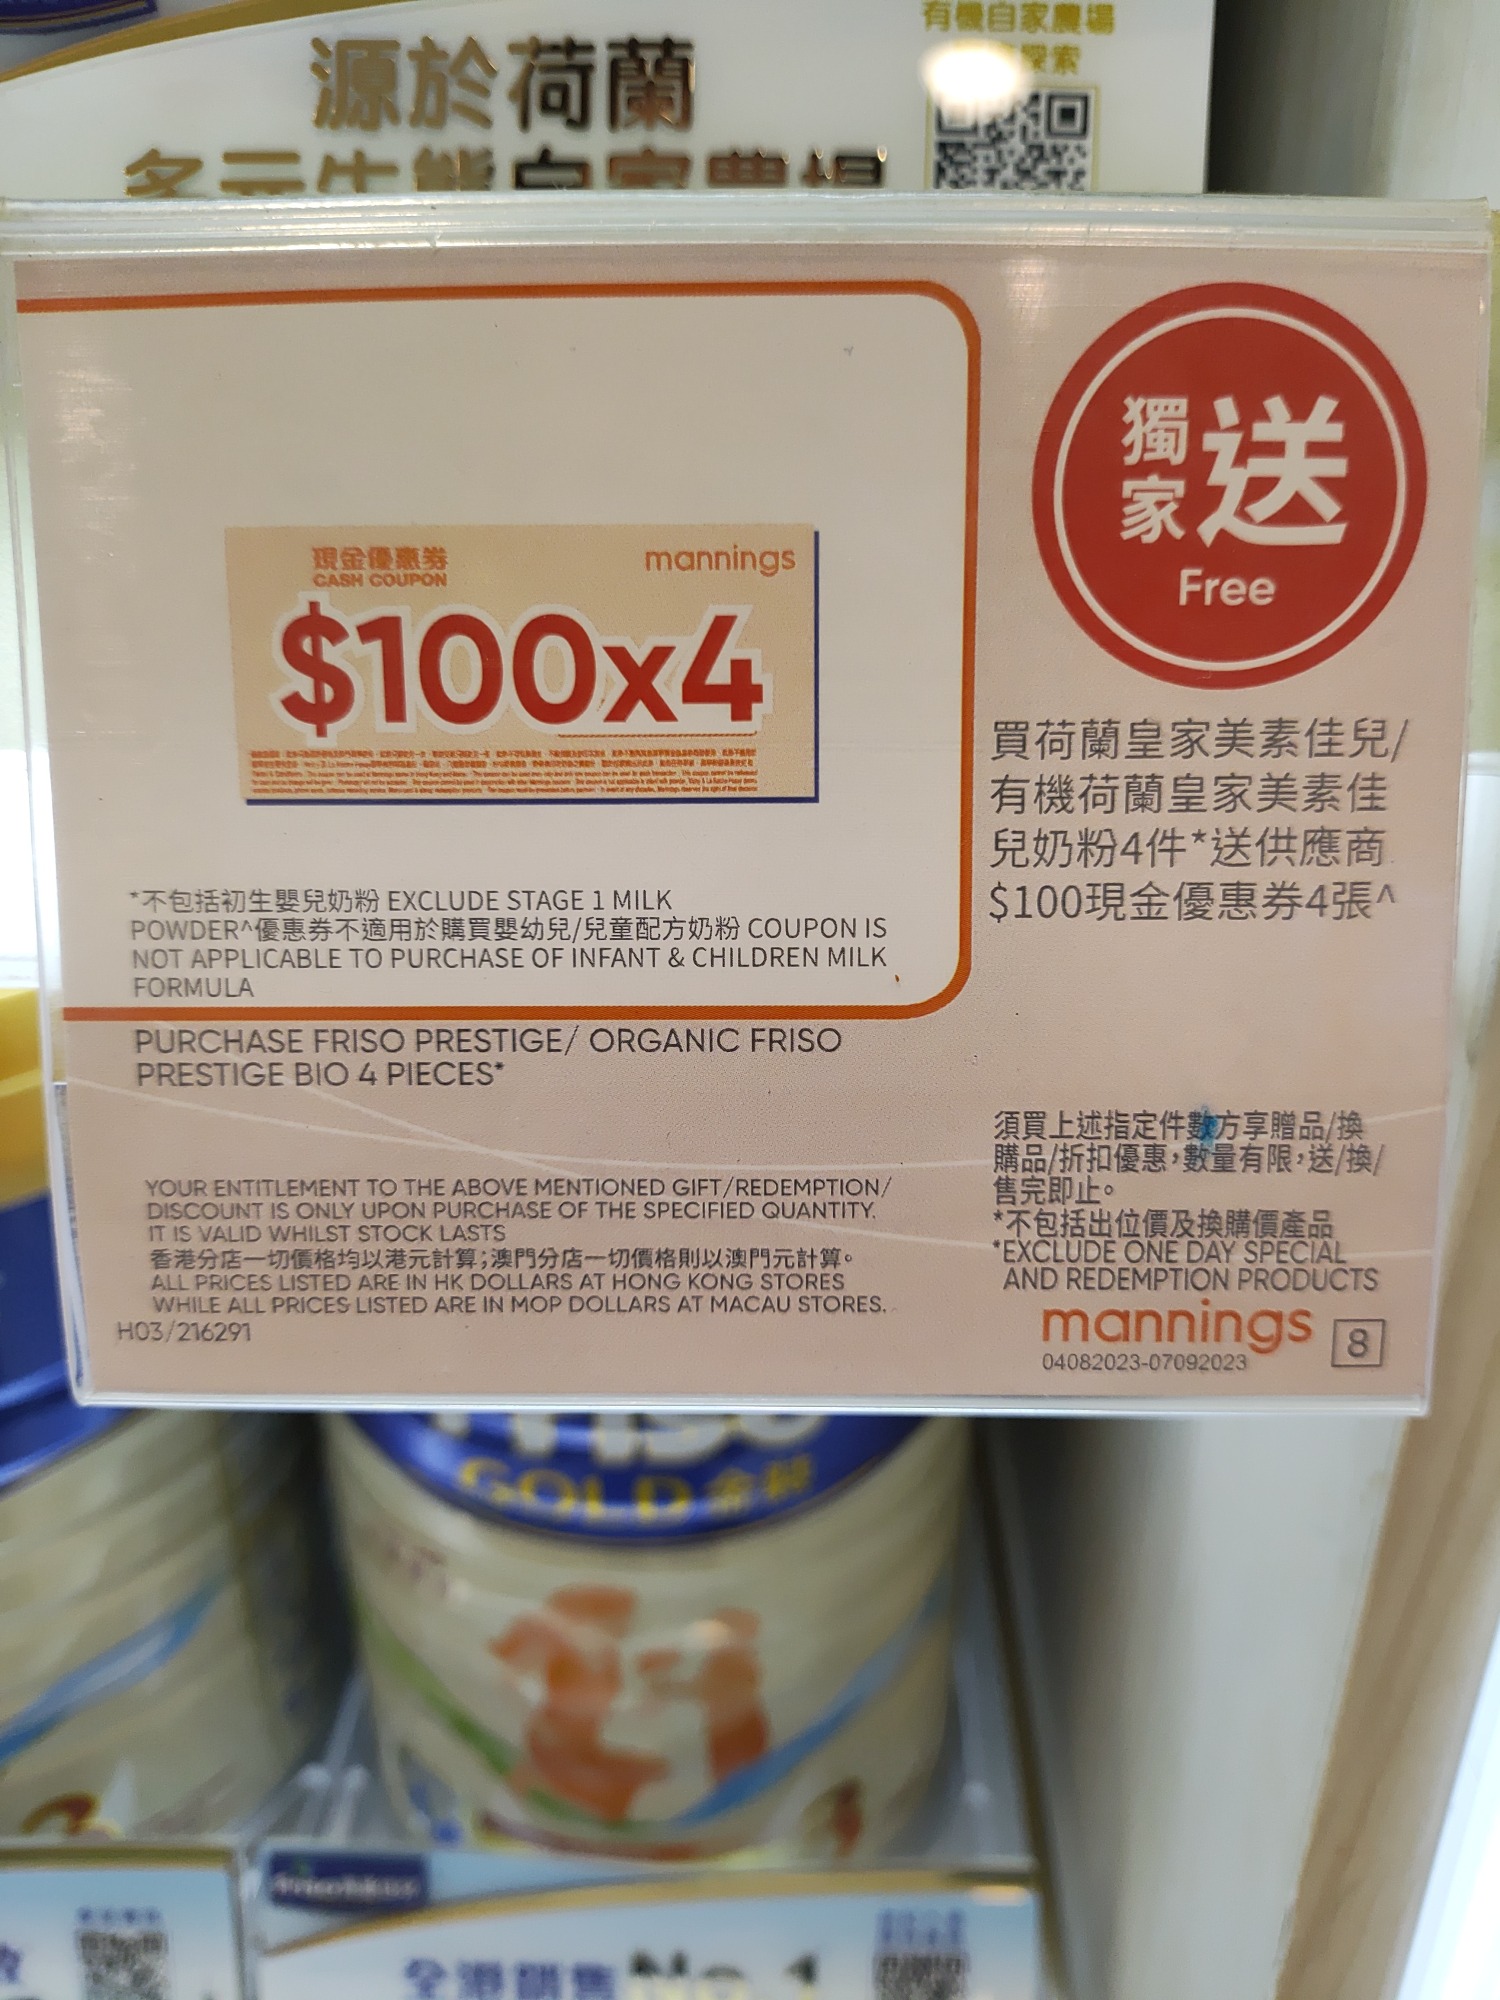 有機自家農場
探索
源於荷蘭
獨家
送
Free
現金優惠券
CASH COUPON
mannings
$100x4
買荷蘭皇家美素佳兒/
有機荷蘭皇家美素佳
兒奶粉4件*送供應商
$100現金優惠券4張^
*不包括初生嬰兒奶粉 EXCLUDE STAGE 1 MILK
POWDER^優惠券不適用於購買嬰幼兒/兒童配方奶粉 COUPON IS
NOT APPLICABLE TO PURCHASE OF INFANT & CHILDREN MILK
FORMULA
PURCHASE FRISO PRESTIGE/ ORGANIC FRISO
PRESTIGE BIO 4 PIECES*
須買上述指定件數方享贈品/換
購品/折扣優惠，數量有限，送/換/
售完即止。
*不包括出位價及換購價產品
*EXCLUDE ONE DAY SPECIAL
AND REDEMPTION PRODUCTS
YOUR ENTITLEMENT TO THE ABOVE MENTIONED GIFT/REDEMPTION/
DISCOUNT IS ONLY UPON PURCHASE OF THE SPECIFIED QUANTITY.
IT IS VALID WHILST STOCK LASTS
香港分店一切價格均以港元計算；澳門分店一切價格則以澳門元計算。
ALL PRICES LISTED ARE IN HK DOLLARS AT HONG KONG STORES
WHILE ALL PRICES LISTED ARE IN MOP DOLLARS AT MACAU STORES.
H03/216291
mannings
8
04082023-07092023
GOLD 金裝
全港銷售 No. 1